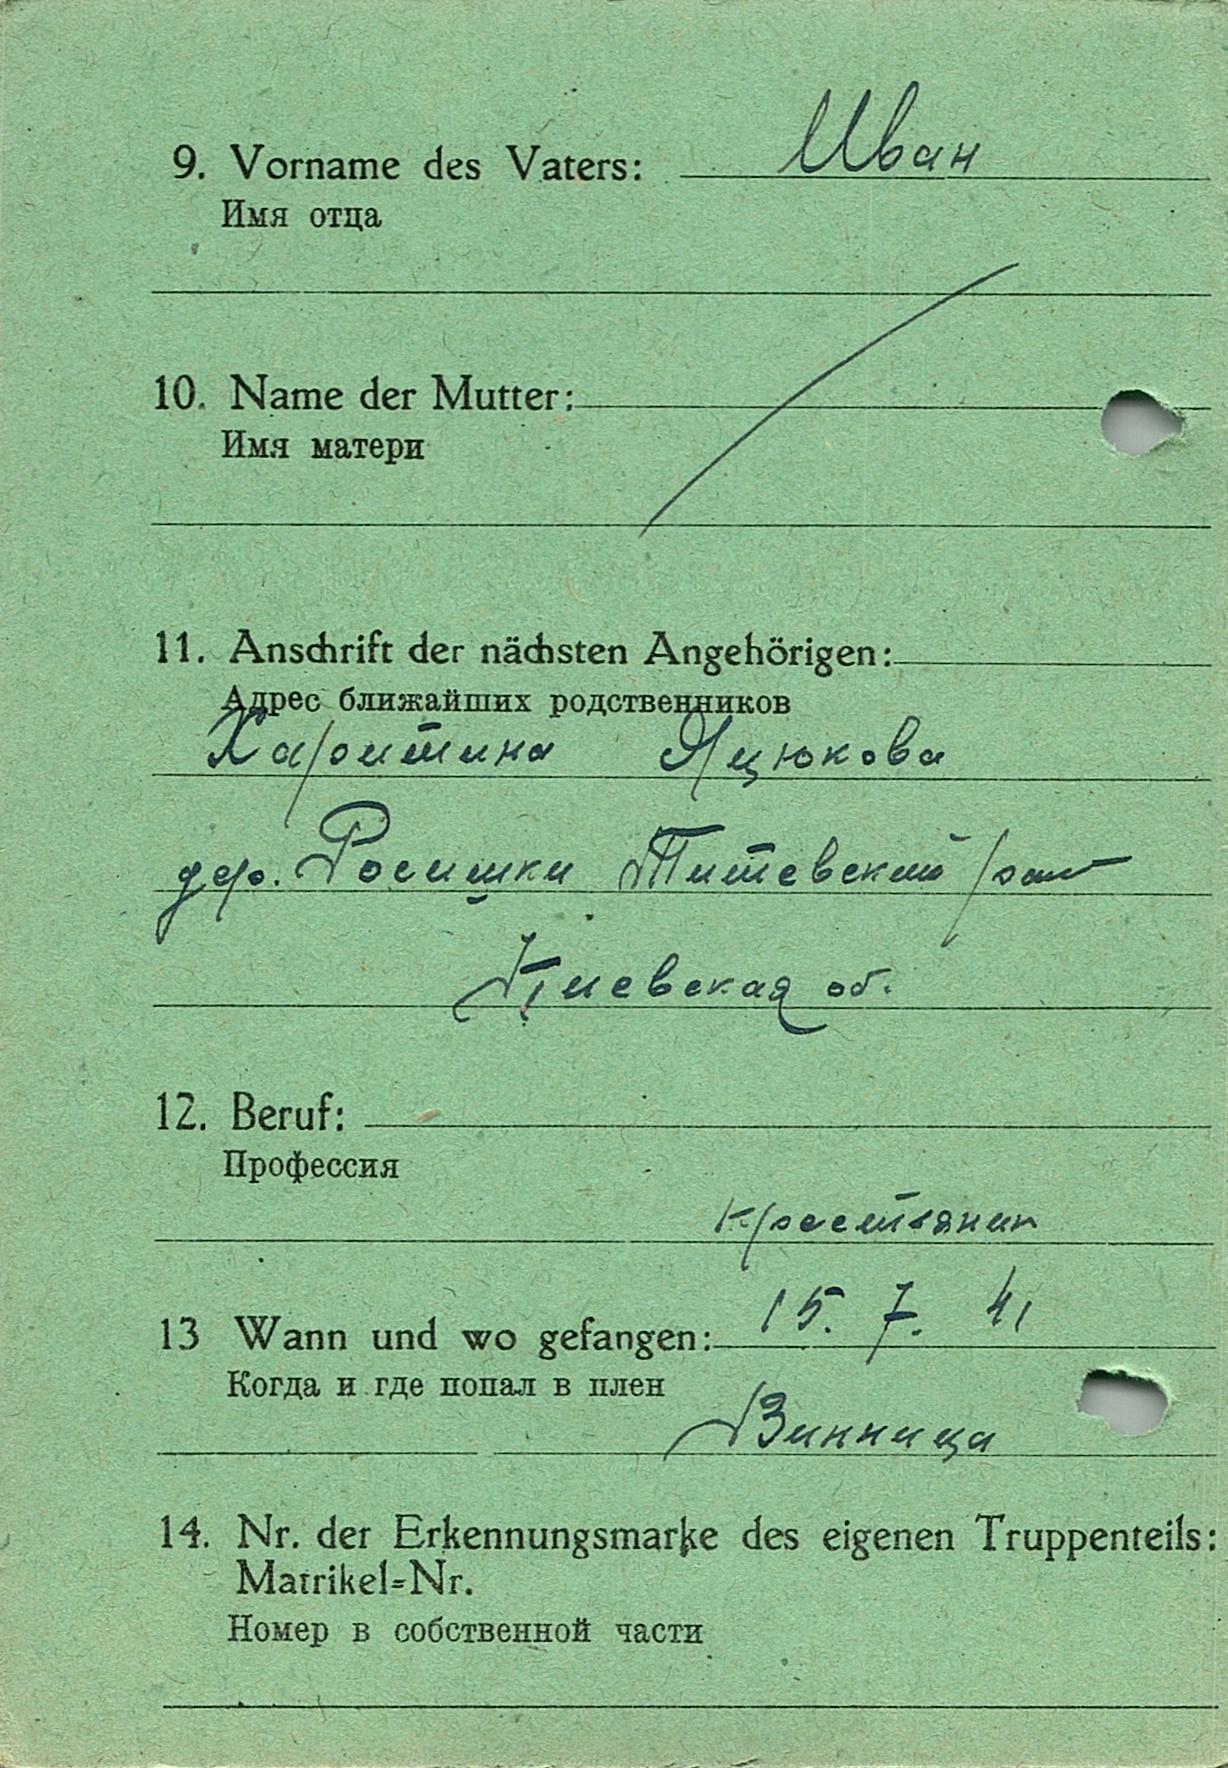 9. Vorname des Vaters: Иван
Имя отца
10. Name der Mutter:
Имя матери
11. Anschrift der nächsten Angehörigen:
Адрес ближайших родственников
Харитина Яцюкова
дер. Росишки Титевский
Киевская об.
12. Beruf:
Профессия
крестьянин
13 Wann und wo gefangen: 15. 7. 41
Когда и где попал в плен
Винница
14. Nr. der Erkennungsmarke des eigenen Truppenteils:
Matrikel=Nr.
Номер в собственной части